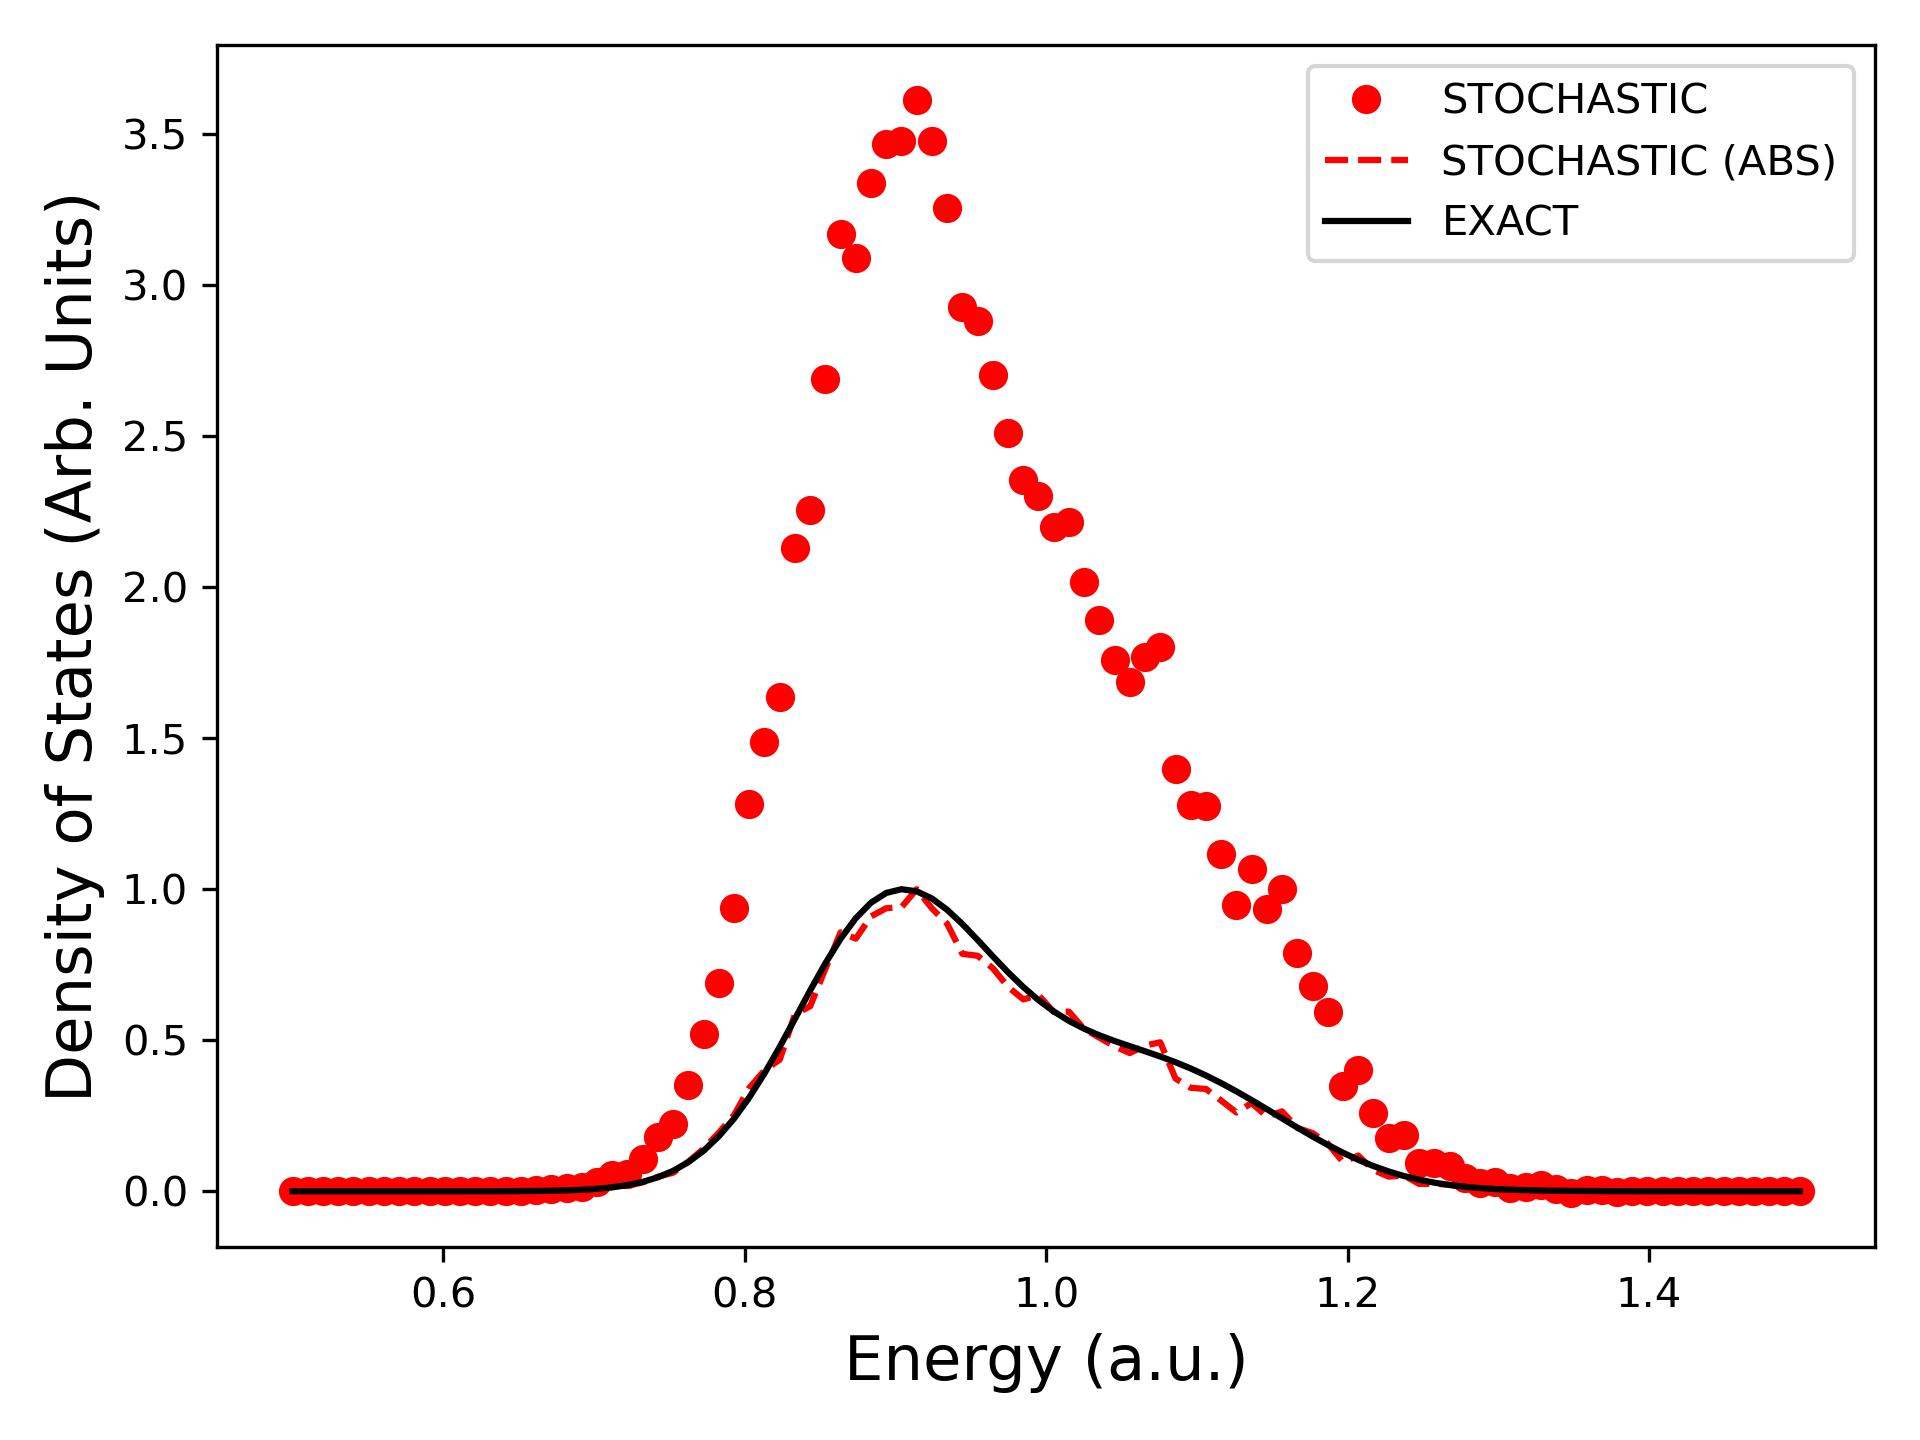 STOCHASTIC
STOCHASTIC (ABS)
EXACT
Density of States (Arb. Units)
3.5
3.0
2.5
2.0
1.5
1.0
0.5
0.0
0.6 0.8 1.0 1.2 1.4
Energy (a.u.)